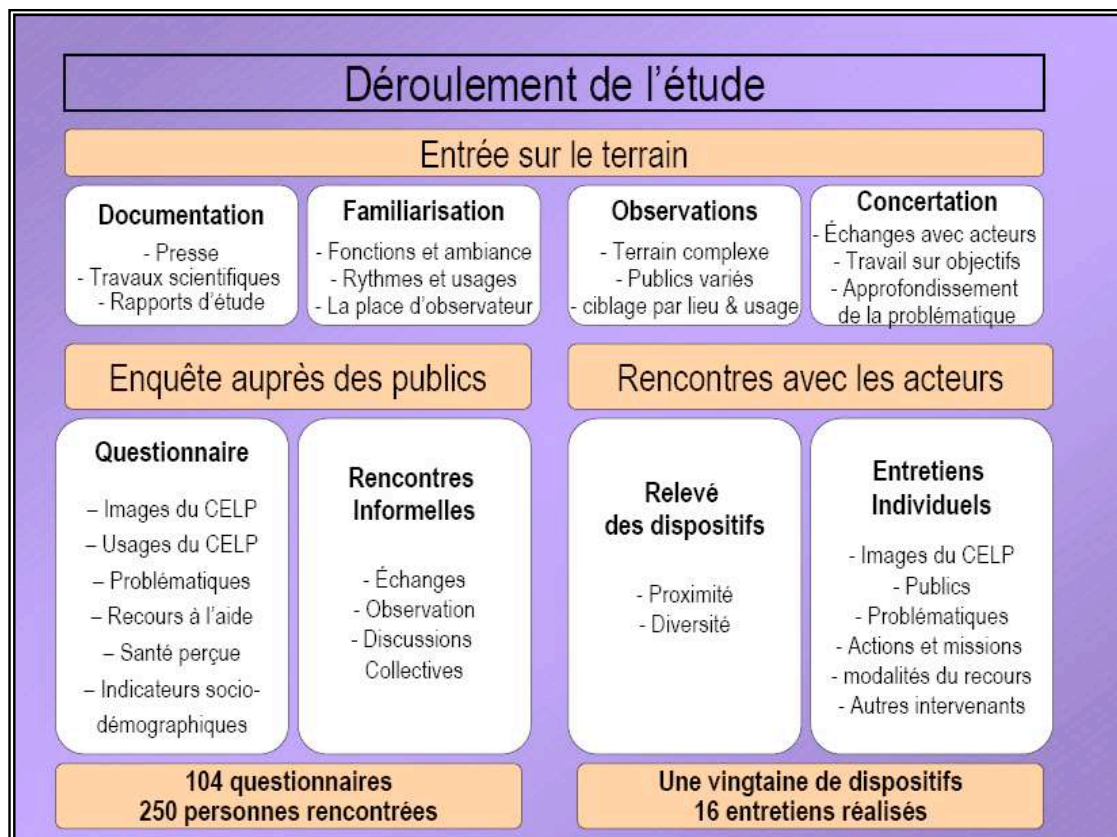 Déroulement de l'étude
Entrée sur le terrain
Documentation
- Presse
- Travaux scientifiques
- Rapports d'étude
Familiarisation
- Fonctions et ambiance
- Rythmes et usages
- La place d'observateur
Observations
- Terrain complexe
- Publics variés
- ciblage par lieu & usage
Concertation
- Échanges avec acteurs
- Travail sur objectifs
- Approfondissement
de la problématique
Enquête auprès des publics
Rencontres avec les acteurs
Questionnaire
– Images du CELP
– Usages du CELP
– Problématiques
– Recours à l'aide
– Santé perçue
– Indicateurs socio-
démographiques
Rencontres
Informelles
- Échanges
- Observation
- Discussions
Collectives
Relevé
des dispositifs
- Proximité
- Diversité
Entretiens
Individuels
- Images du CELP
- Publics
- Problématiques
- Actions et missions
- modalités du recours
- Autres intervenants
104 questionnaires
250 personnes rencontrées
Une vingtaine de dispositifs
16 entretiens réalisés